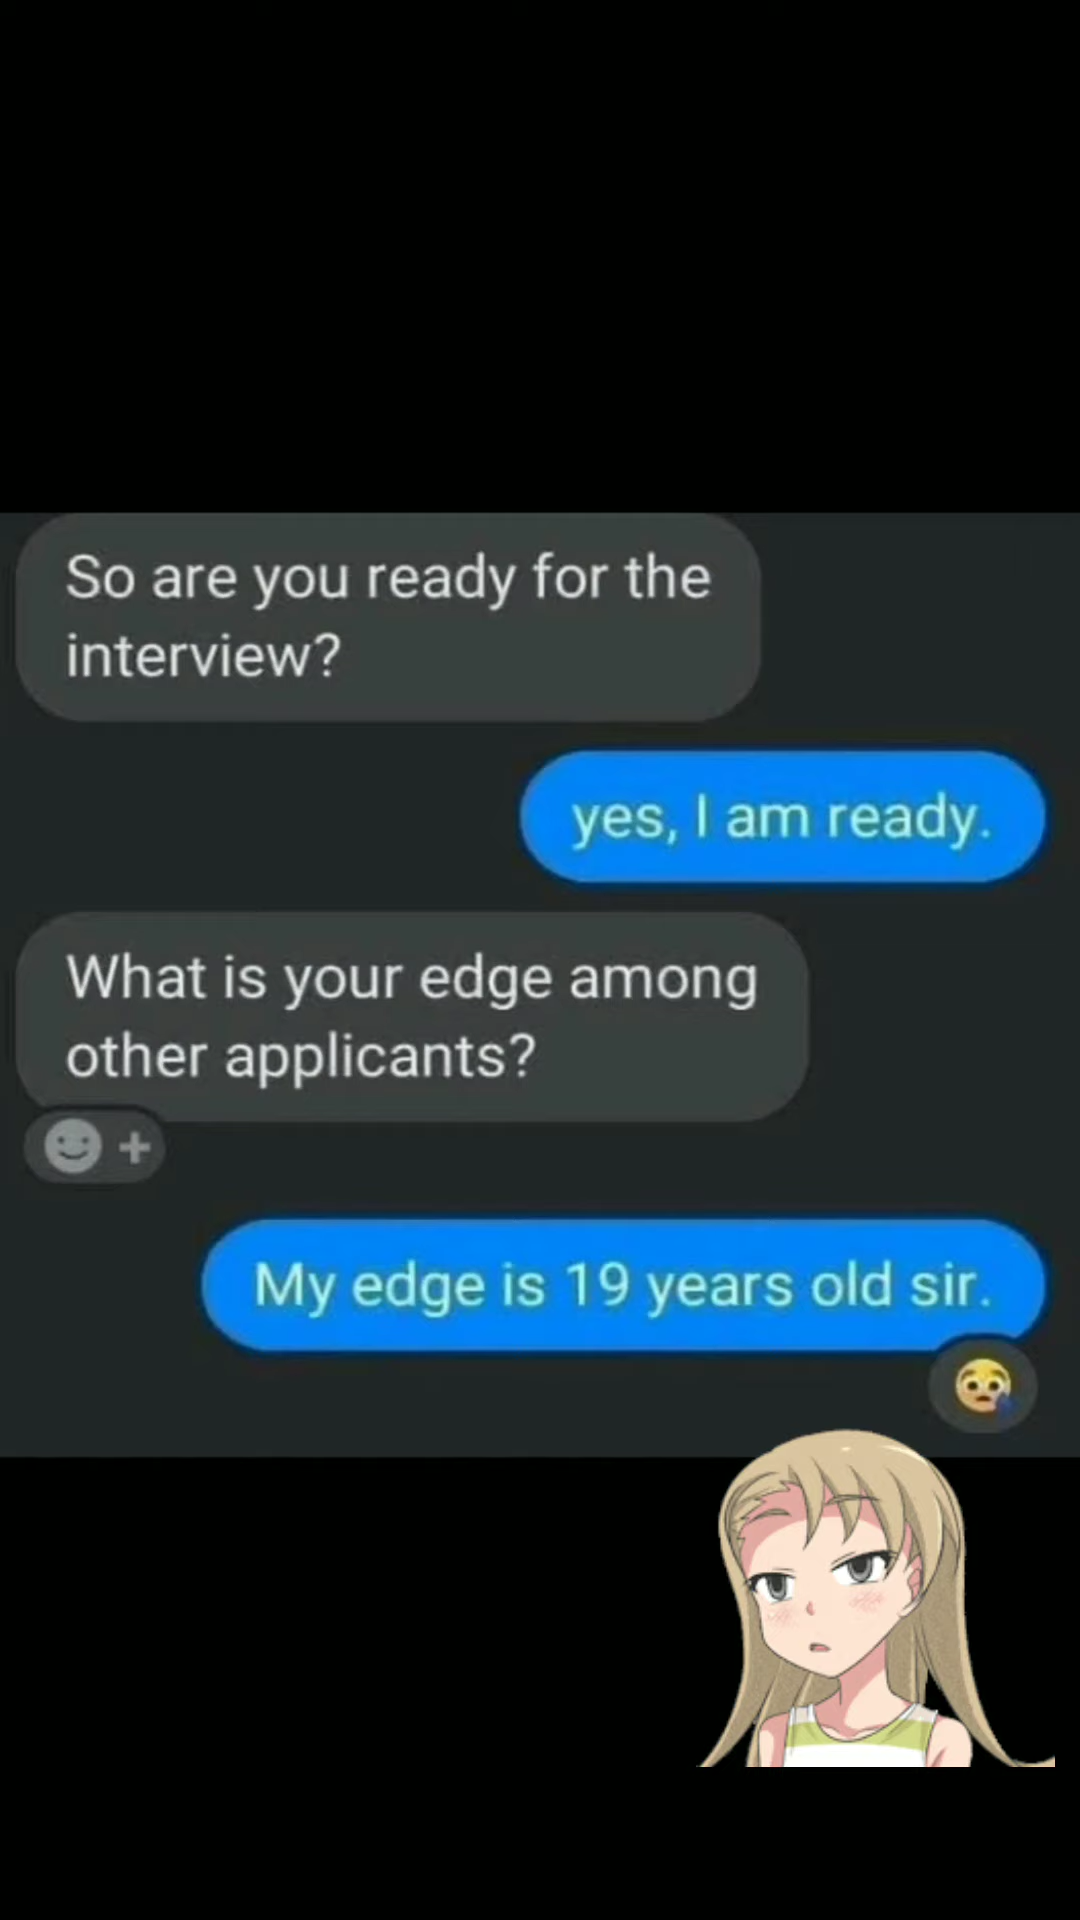 So are you ready for the
interview?
yes, I am ready.
What is your edge among
other applicants?
My edge is 19 years old sir.